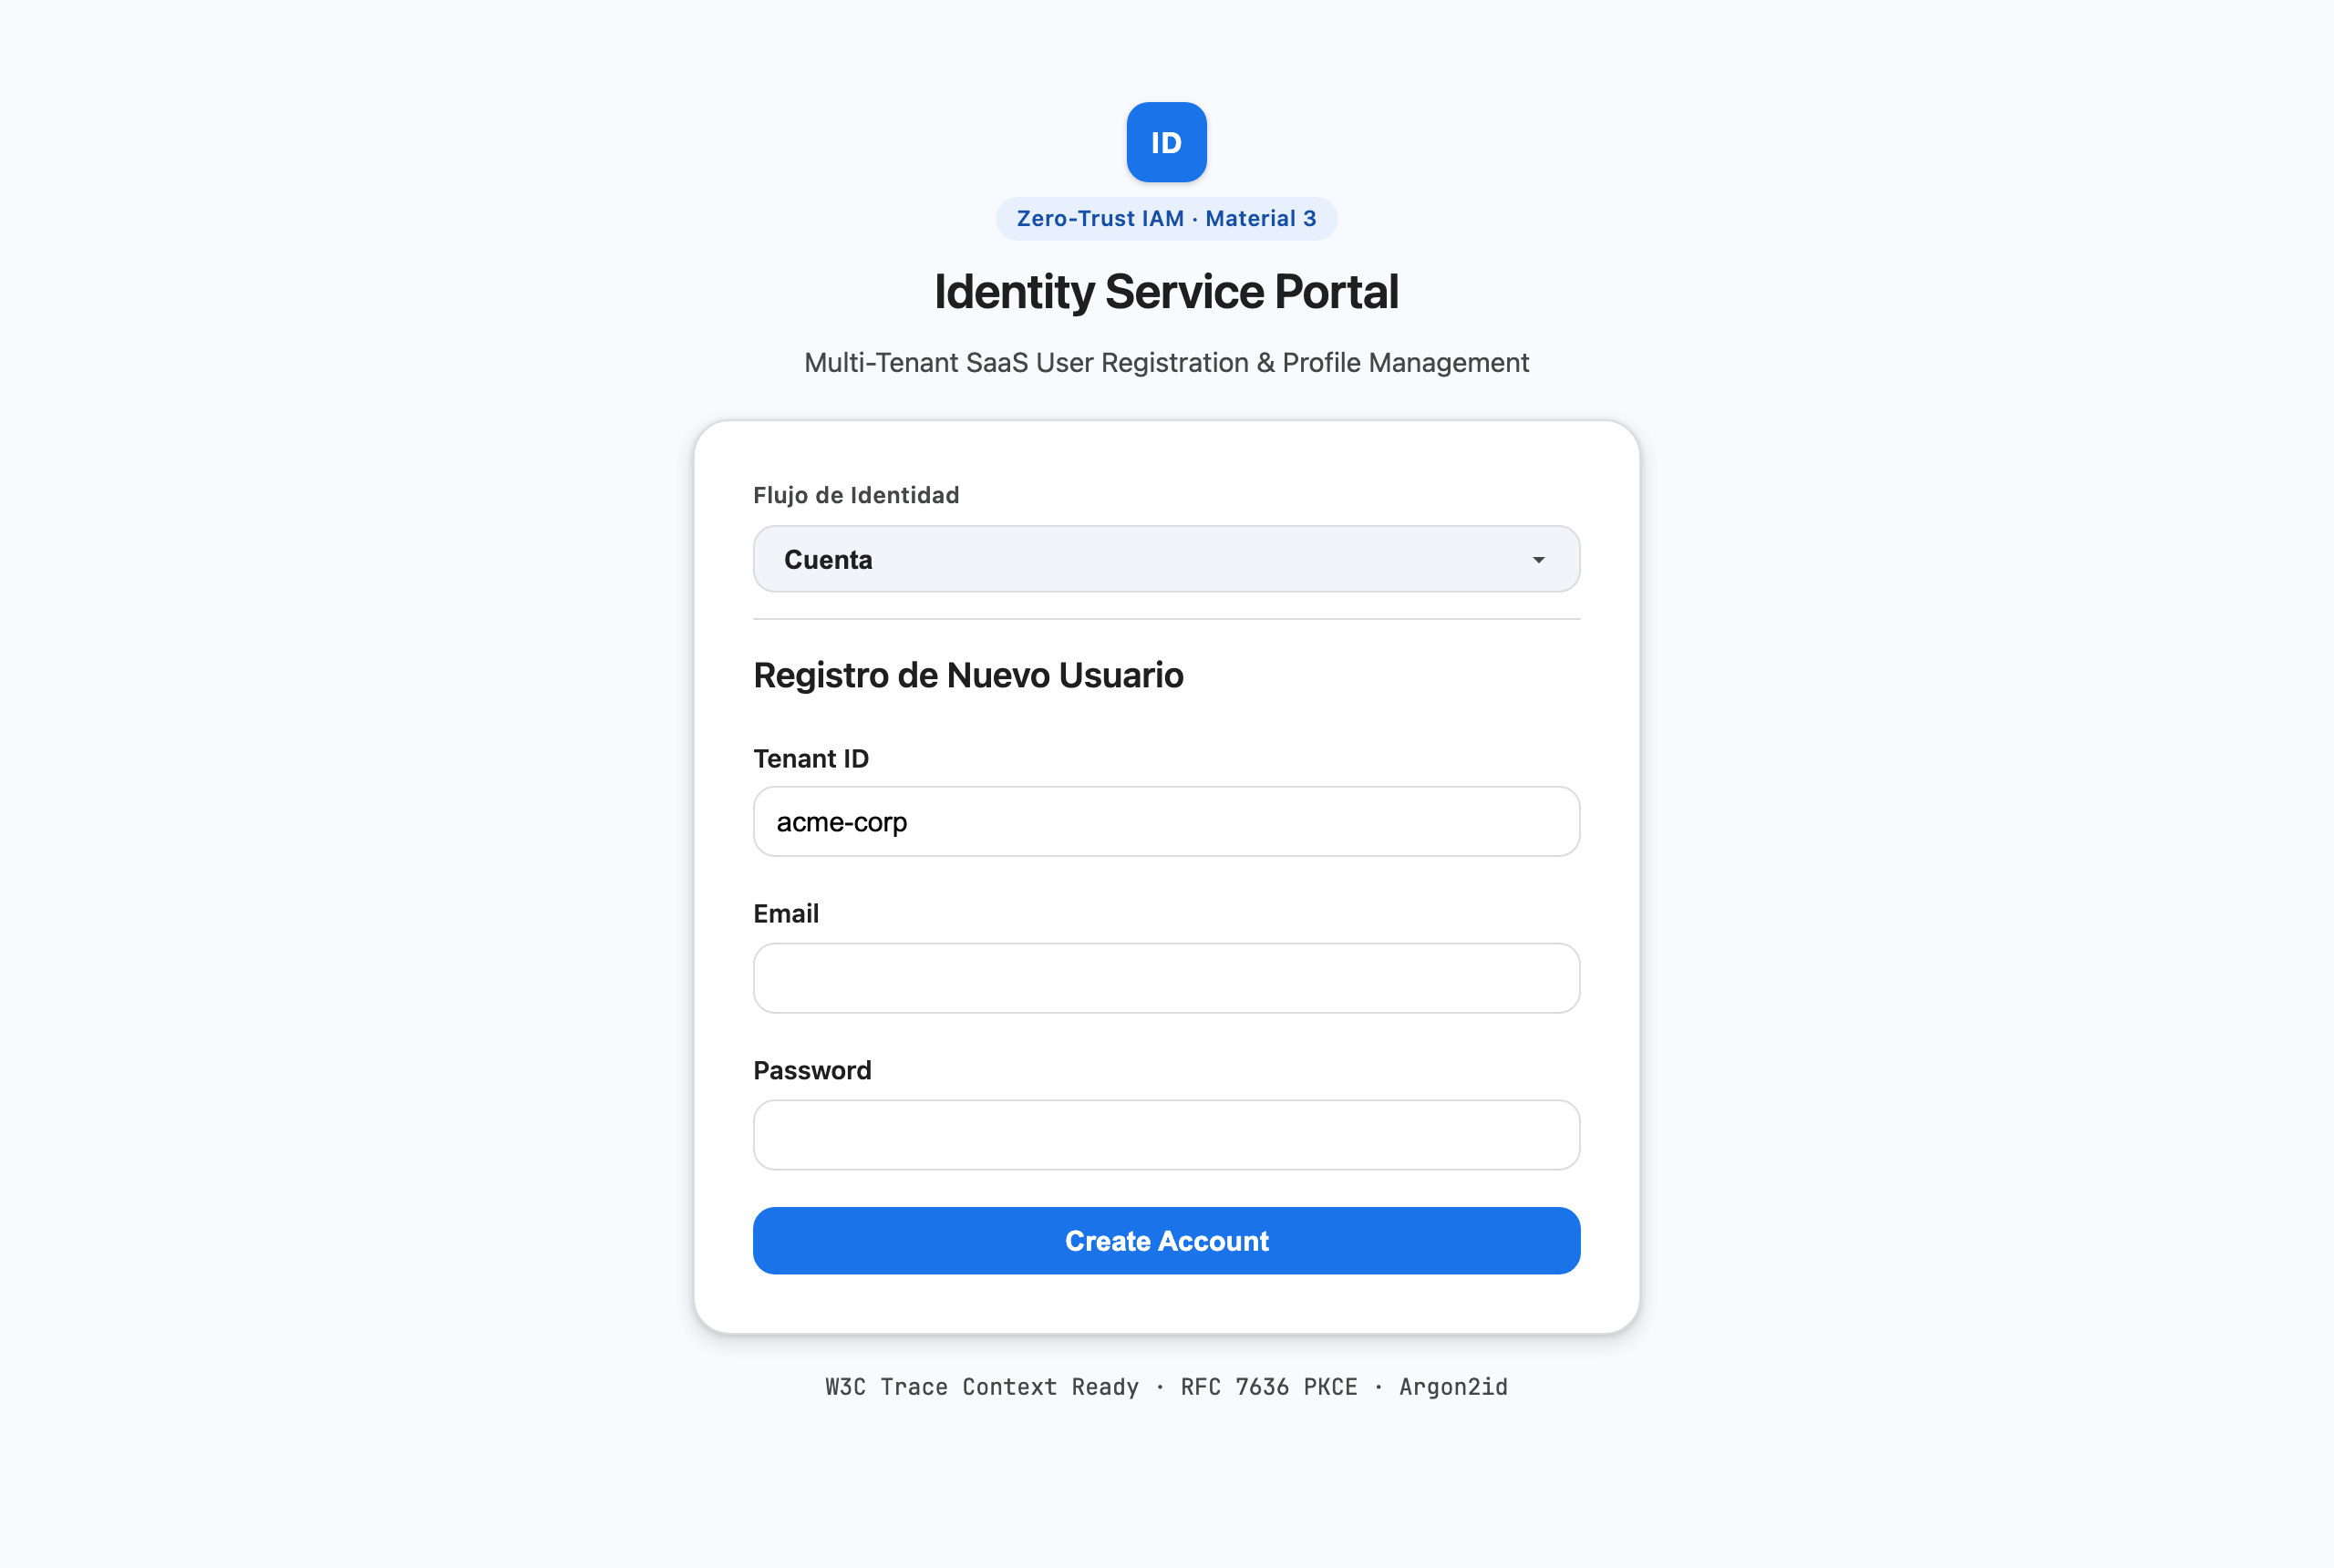 ID
Zero-Trust IAM · Material 3
Identity Service Portal
Multi-Tenant SaaS User Registration & Profile Management
Flujo de Identidad
Cuenta
Registro de Nuevo Usuario
Tenant ID
acme-corp
Email
Password
Create Account
W3C Trace Context Ready · RFC 7636 PKCE · Argon2id